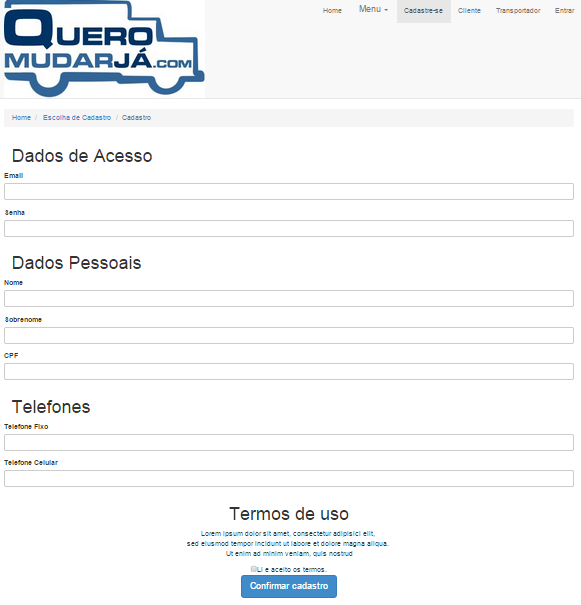 QUERO
MUDARJÁ.COM
Home Menu Cadastre-se Cliente Transportador Entrar
Home / Escolha de Cadastro / Cadastro
Dados de Acesso
Email
Senha
Dados Pessoais
Nome
Sobrenome
CPF
Telefones
Telefone Fixo
Telefone Celular
Termos de uso
Lorem ipsum dolor sit amet, consectetur adipisici elit,
sed eiusmod tempor incidunt ut labore et dolore magna aliqua.
Ut enim ad minim veniam, quis nostrud
Li e aceito os termos.
Confirmar cadastro